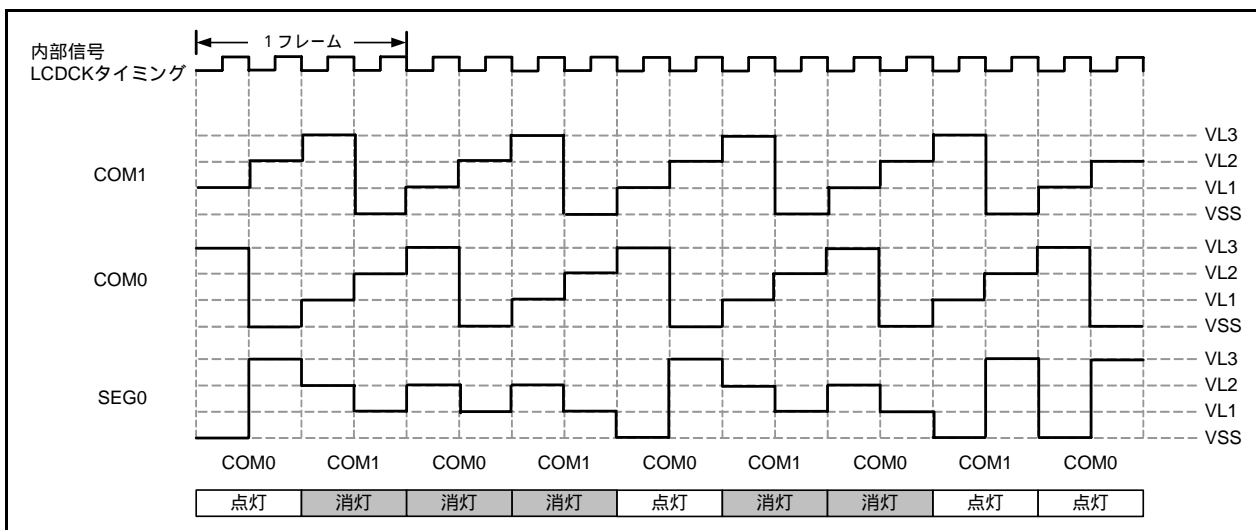 内部信号
LCDCKタイミング
1フレーム
COM1
VL3
VL2
VL1
VSS
COM0
VL3
VL2
VL1
VSS
SEG0
VL3
VL2
VL1
VSS
COM0 COM1 COM0 COM1 COM0 COM1 COM0 COM1 COM0
点灯 消灯 消灯 消灯 点灯 消灯 消灯 点灯 点灯